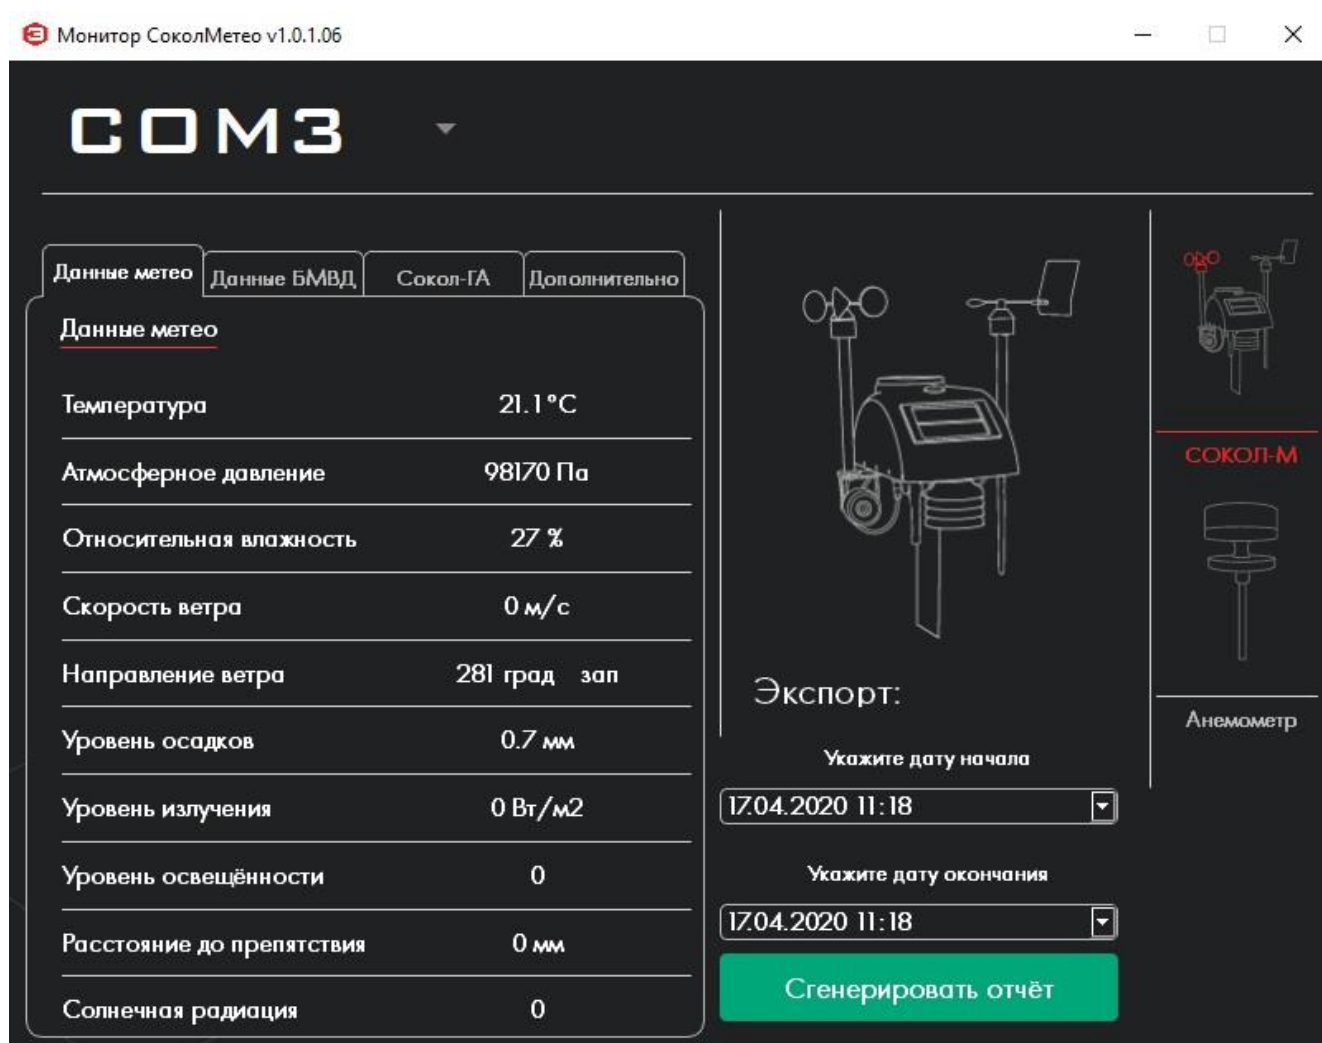 Монитор СоколМетео v1.0.1.06
COM3
Данные метео Данные БМВД Сокол-ГА Дополнительно
Данные метео
Температура 21.1°C
Атмосферное давление 98170 Па
Относительная влажность 27 %
Скорость ветра 0 м/с
Направление ветра 281 град зап
Уровень осадков 0.7 мм
Уровень излучения 0 Вт/м2
Уровень освещённости 0
Расстояние до препятствия 0 мм
Солнечная радиация 0
Экспорт:
Укажите дату начала
17.04.2020 11:18
Укажите дату окончания
17.04.2020 11:18
Сгенерировать отчёт
СОКОЛ-М
Анемометр